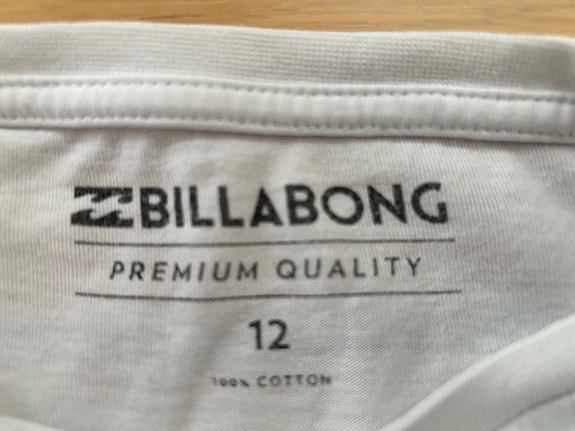 BILLABONG
PREMIUM QUALITY
12
100% COTTON